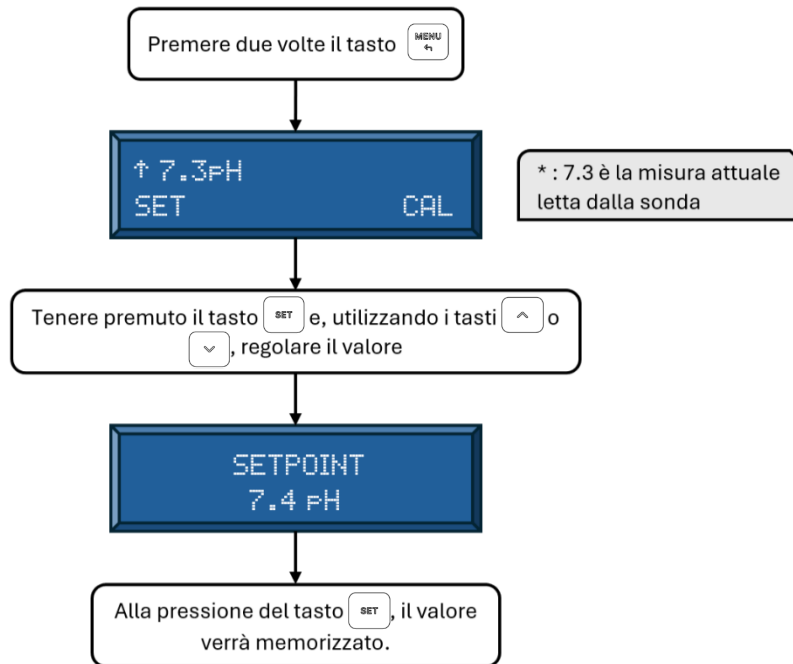 Premere due volte il tasto MENU
↑ 7.3pH
SET CAL
* : 7.3 è la misura attuale
letta dalla sonda
Tenere premuto il tasto SET e, utilizzando i tasti ^ o
˅, regolare il valore
SETPOINT
7.4 pH
Alla pressione del tasto SET, il valore
verrà memorizzato.